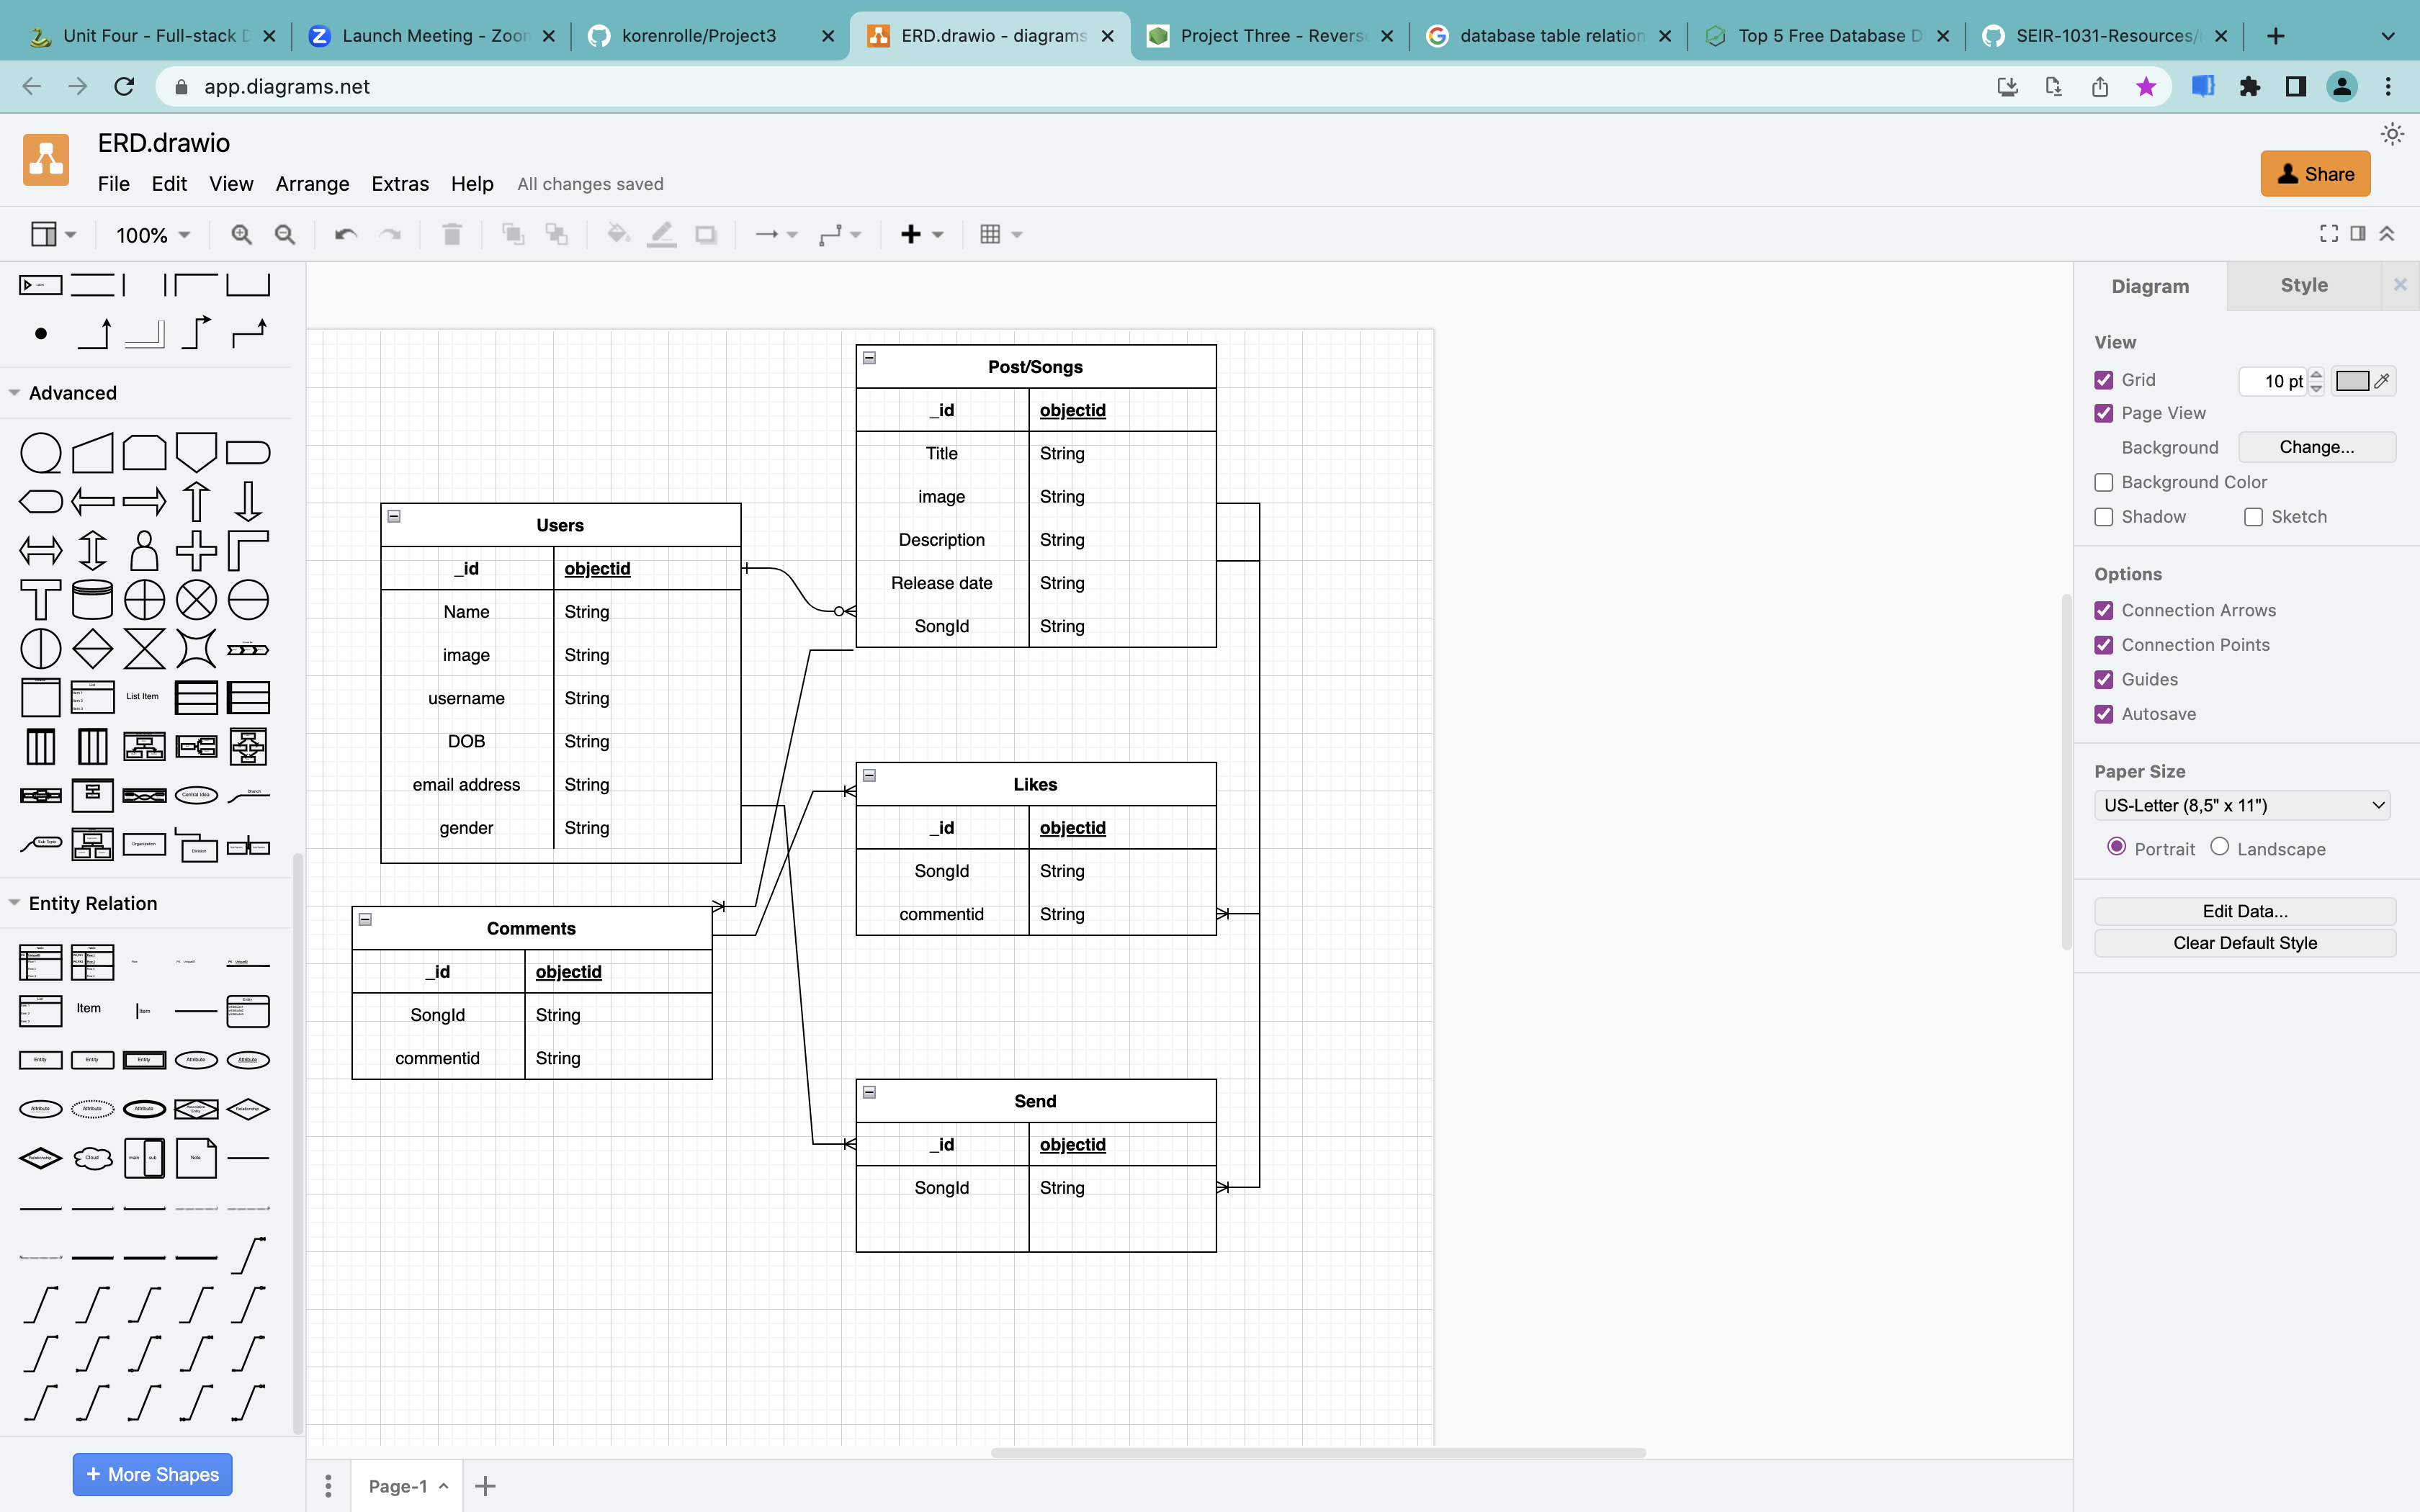 Unit Four - Full-stack D
Launch Meeting - Zoom
korenrolle/Project3
ERD.drawio - diagrams
Project Three - Revers
database table relation
Top 5 Free Database D
SEIR-1031-Resources/
app.diagrams.net
ERD.drawio
File Edit View Arrange Extras Help All changes saved
Share
100%
Advanced
List Item
Entity Relation
Item
More Shapes
Post/Songs
_id objectid
Title String
image String
Description String
Release date String
SongId String
Users
_id objectid
Name String
image String
username String
DOB String
email address String
gender String
Likes
_id objectid
SongId String
commentid String
Comments
_id objectid
SongId String
commentid String
Send
_id objectid
SongId String
Page-1
Diagram Style
View
Grid 10 pt
Page View
Background Change...
Background Color
Shadow Sketch
Options
Connection Arrows
Connection Points
Guides
Autosave
Paper Size
US-Letter (8,5" x 11")
Portrait Landscape
Edit Data...
Clear Default Style